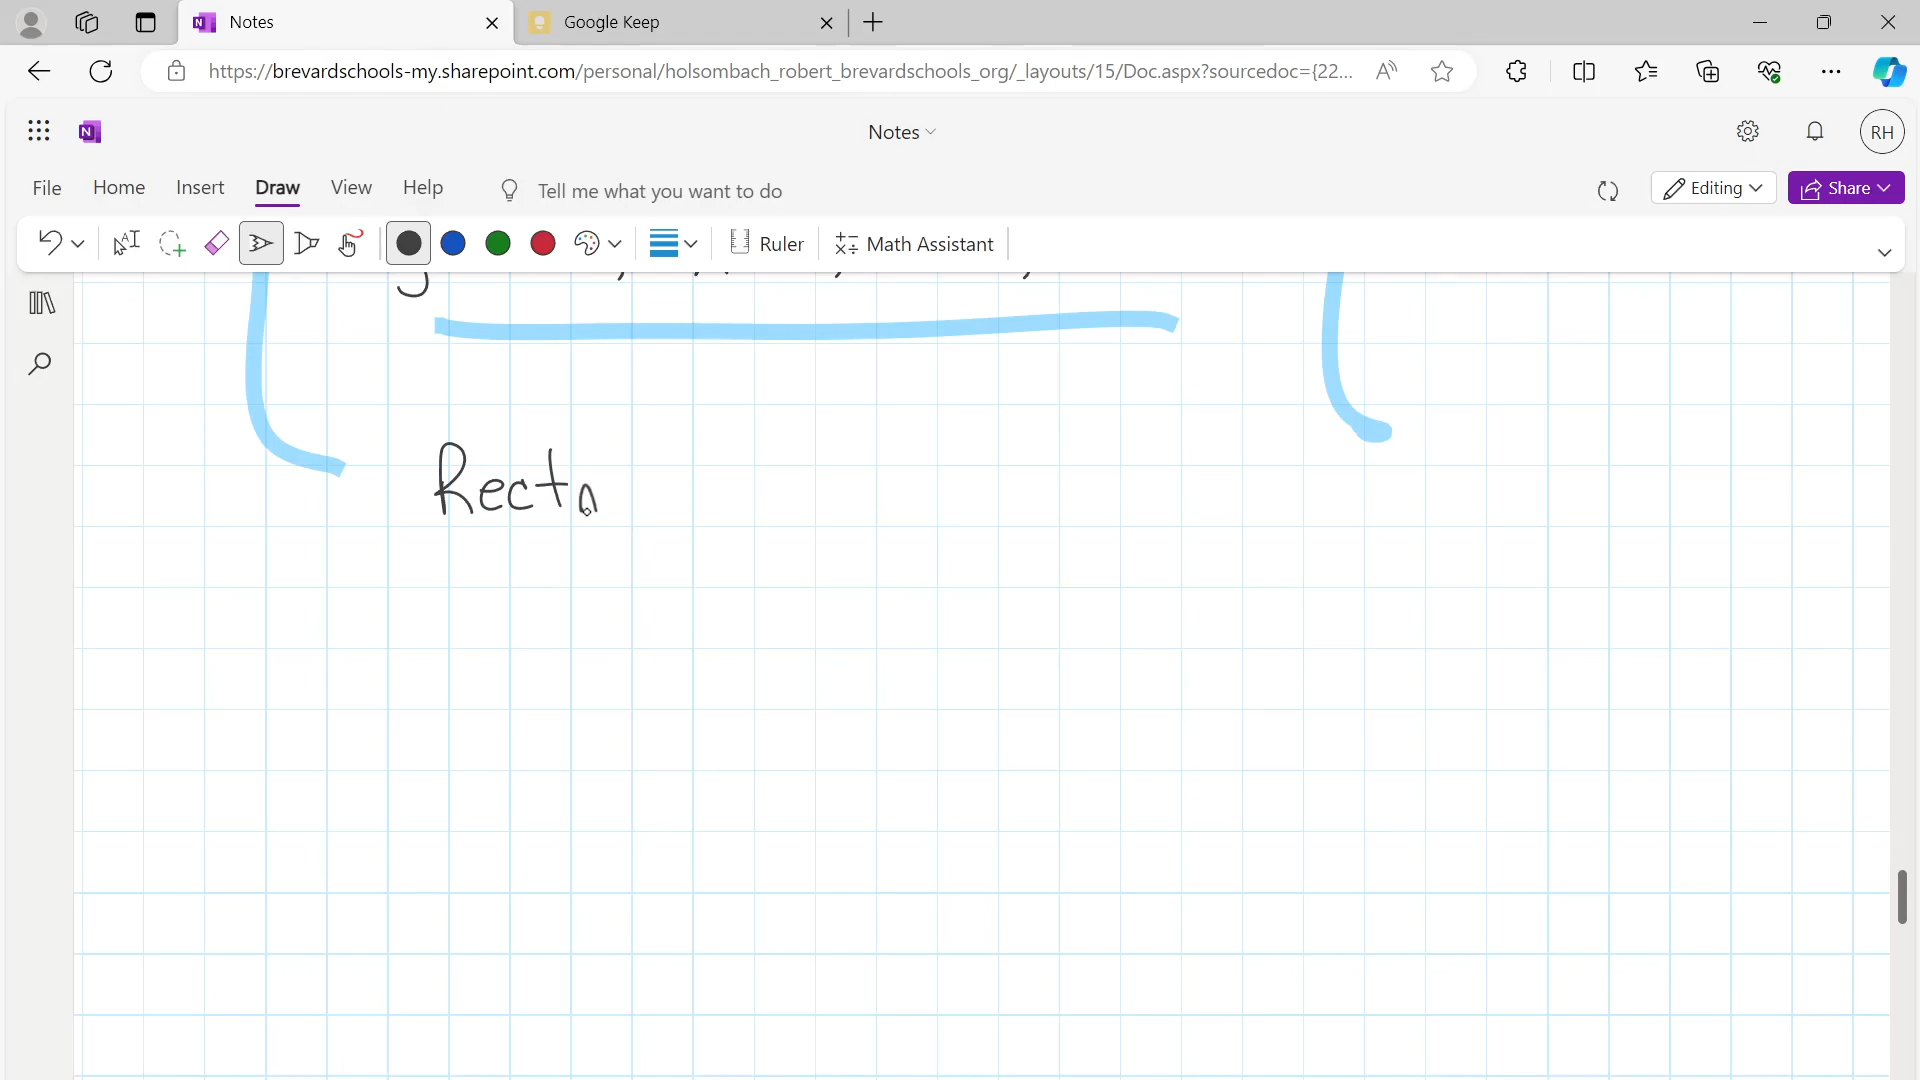 Notes
Google Keep
https://brevardschools-my.sharepoint.com/personal/holsombach_robert_brevardschools_org/_layouts/15/Doc.aspx?sourcedoc={22...
Notes
RH
File Home Insert Draw View Help Tell me what you want to do
Editing Share
Ruler Math Assistant
Recta